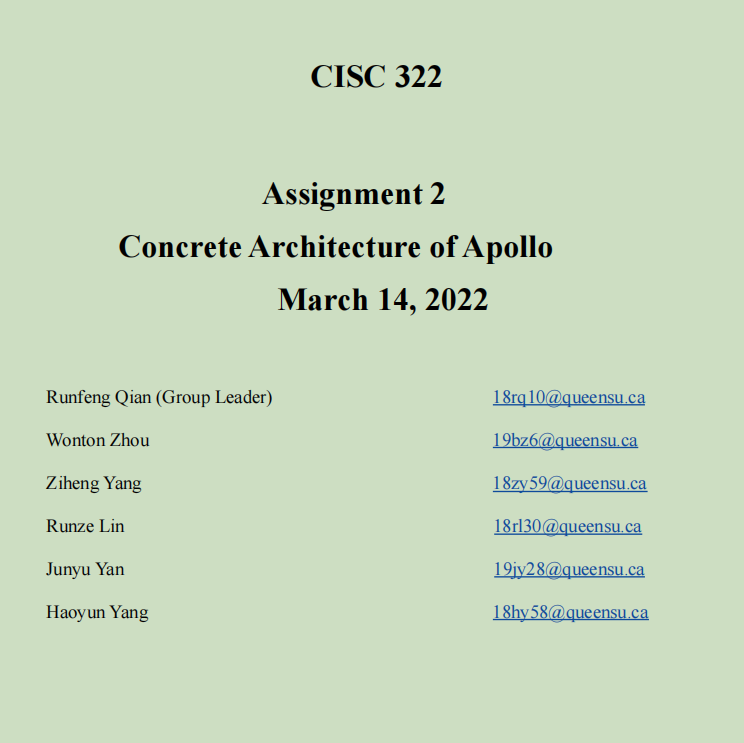 CISC 322
Assignment 2
Concrete Architecture of Apollo
March 14, 2022
Runfeng Qian (Group Leader) 18rq10@queensu.ca
Wonton Zhou 19bz6@queensu.ca
Ziheng Yang 18zy59@queensu.ca
Runze Lin 18rl30@queensu.ca
Junyu Yan 19jy28@queensu.ca
Haoyun Yang 18hy58@queensu.ca